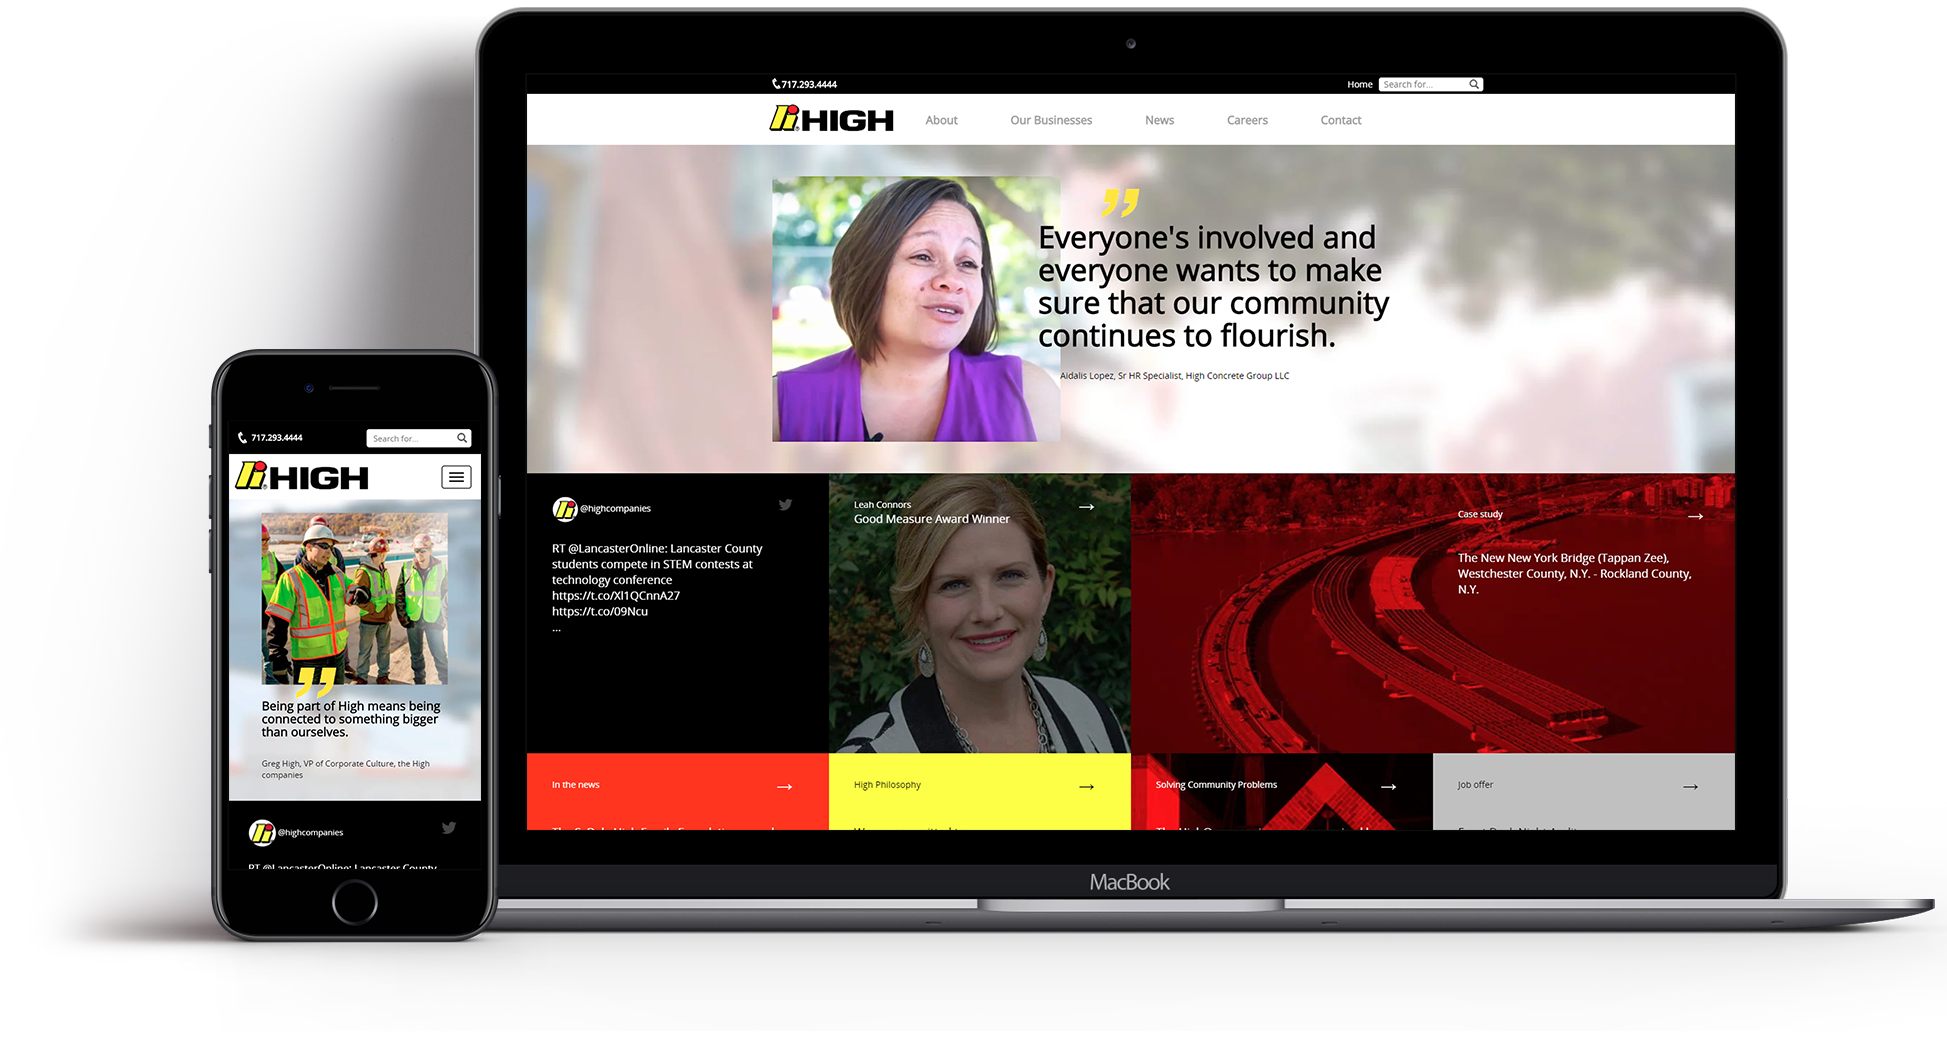 717.293.4444
Home
Search for...
HIGH
About
Our Businesses
News
Careers
Contact
Everyone's involved and
everyone wants to make
sure that our community
continues to flourish.
Aidalis Lopez, Sr HR Specialist, High Concrete Group LLC
@highcompanies
RT @LancasterOnline: Lancaster County
students compete in STEM contests at
technology conference
https://t.co/Xl1QCnnA27
https://t.co/09Ncu
...
Leah Connors
Good Measure Award Winner
Case study
The New New York Bridge (Tappan Zee),
Westchester County, N.Y. - Rockland County,
N.Y.
In the news
High Philosophy
Solving Community Problems
Job offer
MacBook
717.293.4444
Search for...
HIGH
Being part of High means being
connected to something bigger
than ourselves.
Greg High, VP of Corporate Culture, the High
companies
@highcompanies
RT @LancasterOnline: Lancaster County